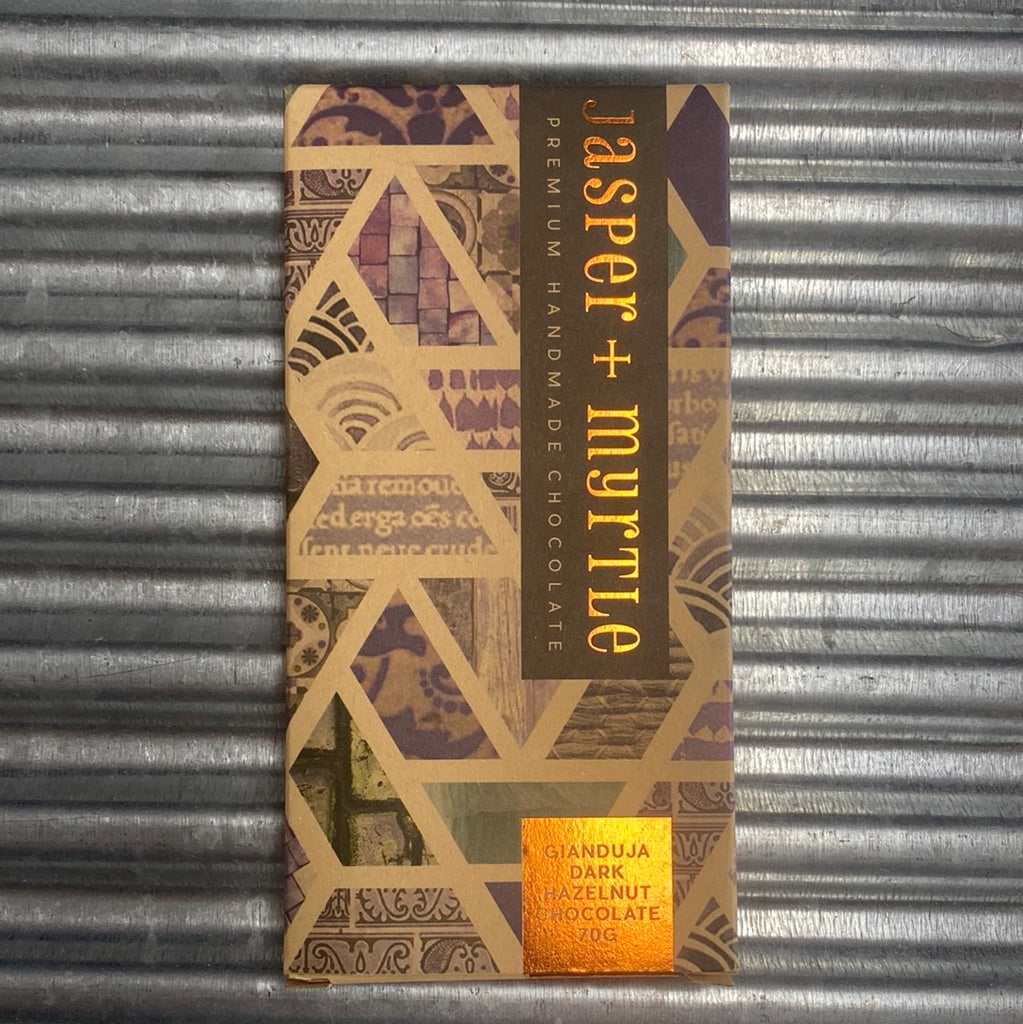 Jasper + myrtle
PREMIUM HANDMADE CHOCOLATE
GIANDUJA
DARK
HAZELNUT
CHOCOLATE
70G